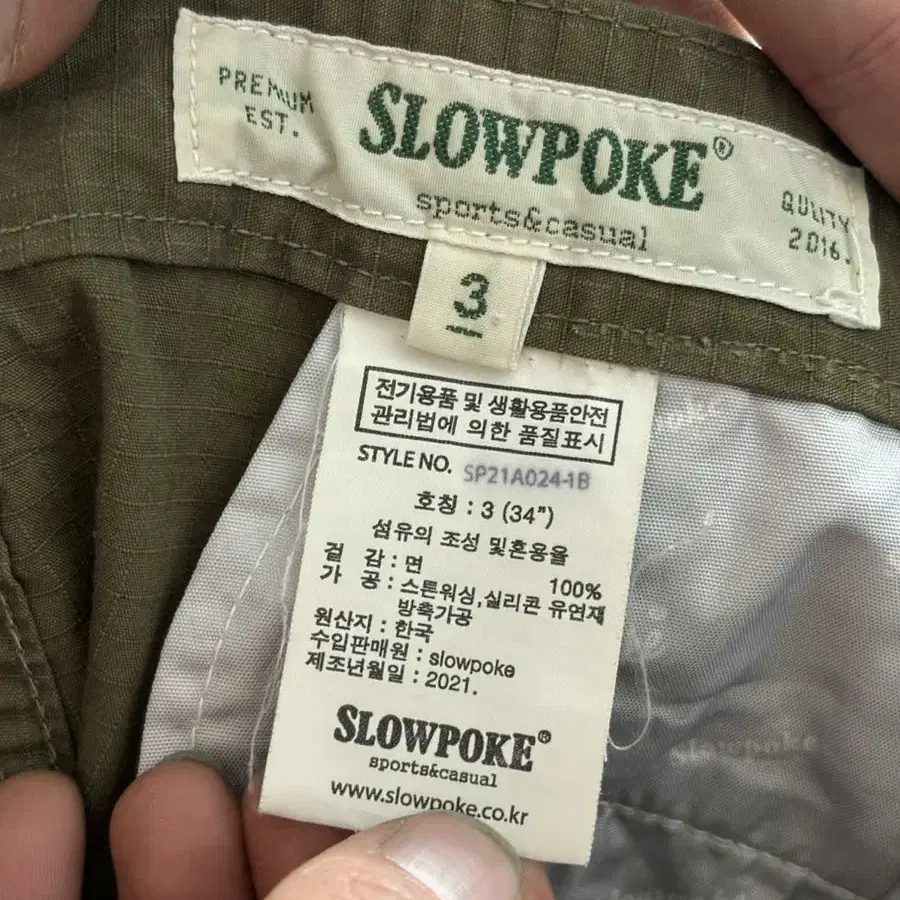 PREMIUM
EST.
SLOWPOKE®
sports&casual
QULITY
2016.
3
전기용품 및 생활용품안전
관리법에 의한 품질표시
STYLE NO. SP21A024-1B
호칭 : 3 (34")
섬유의 조성 및혼용율
걸 감 : 면 100%
가 공 : 스톤워싱,실리콘 유연재
방축가공
원산지 : 한국
수입판매원 : slowpoke
제조년월일 : 2021.
SLOWPOKE®
sports&casual
www.slowpoke.co.kr
slowpoke